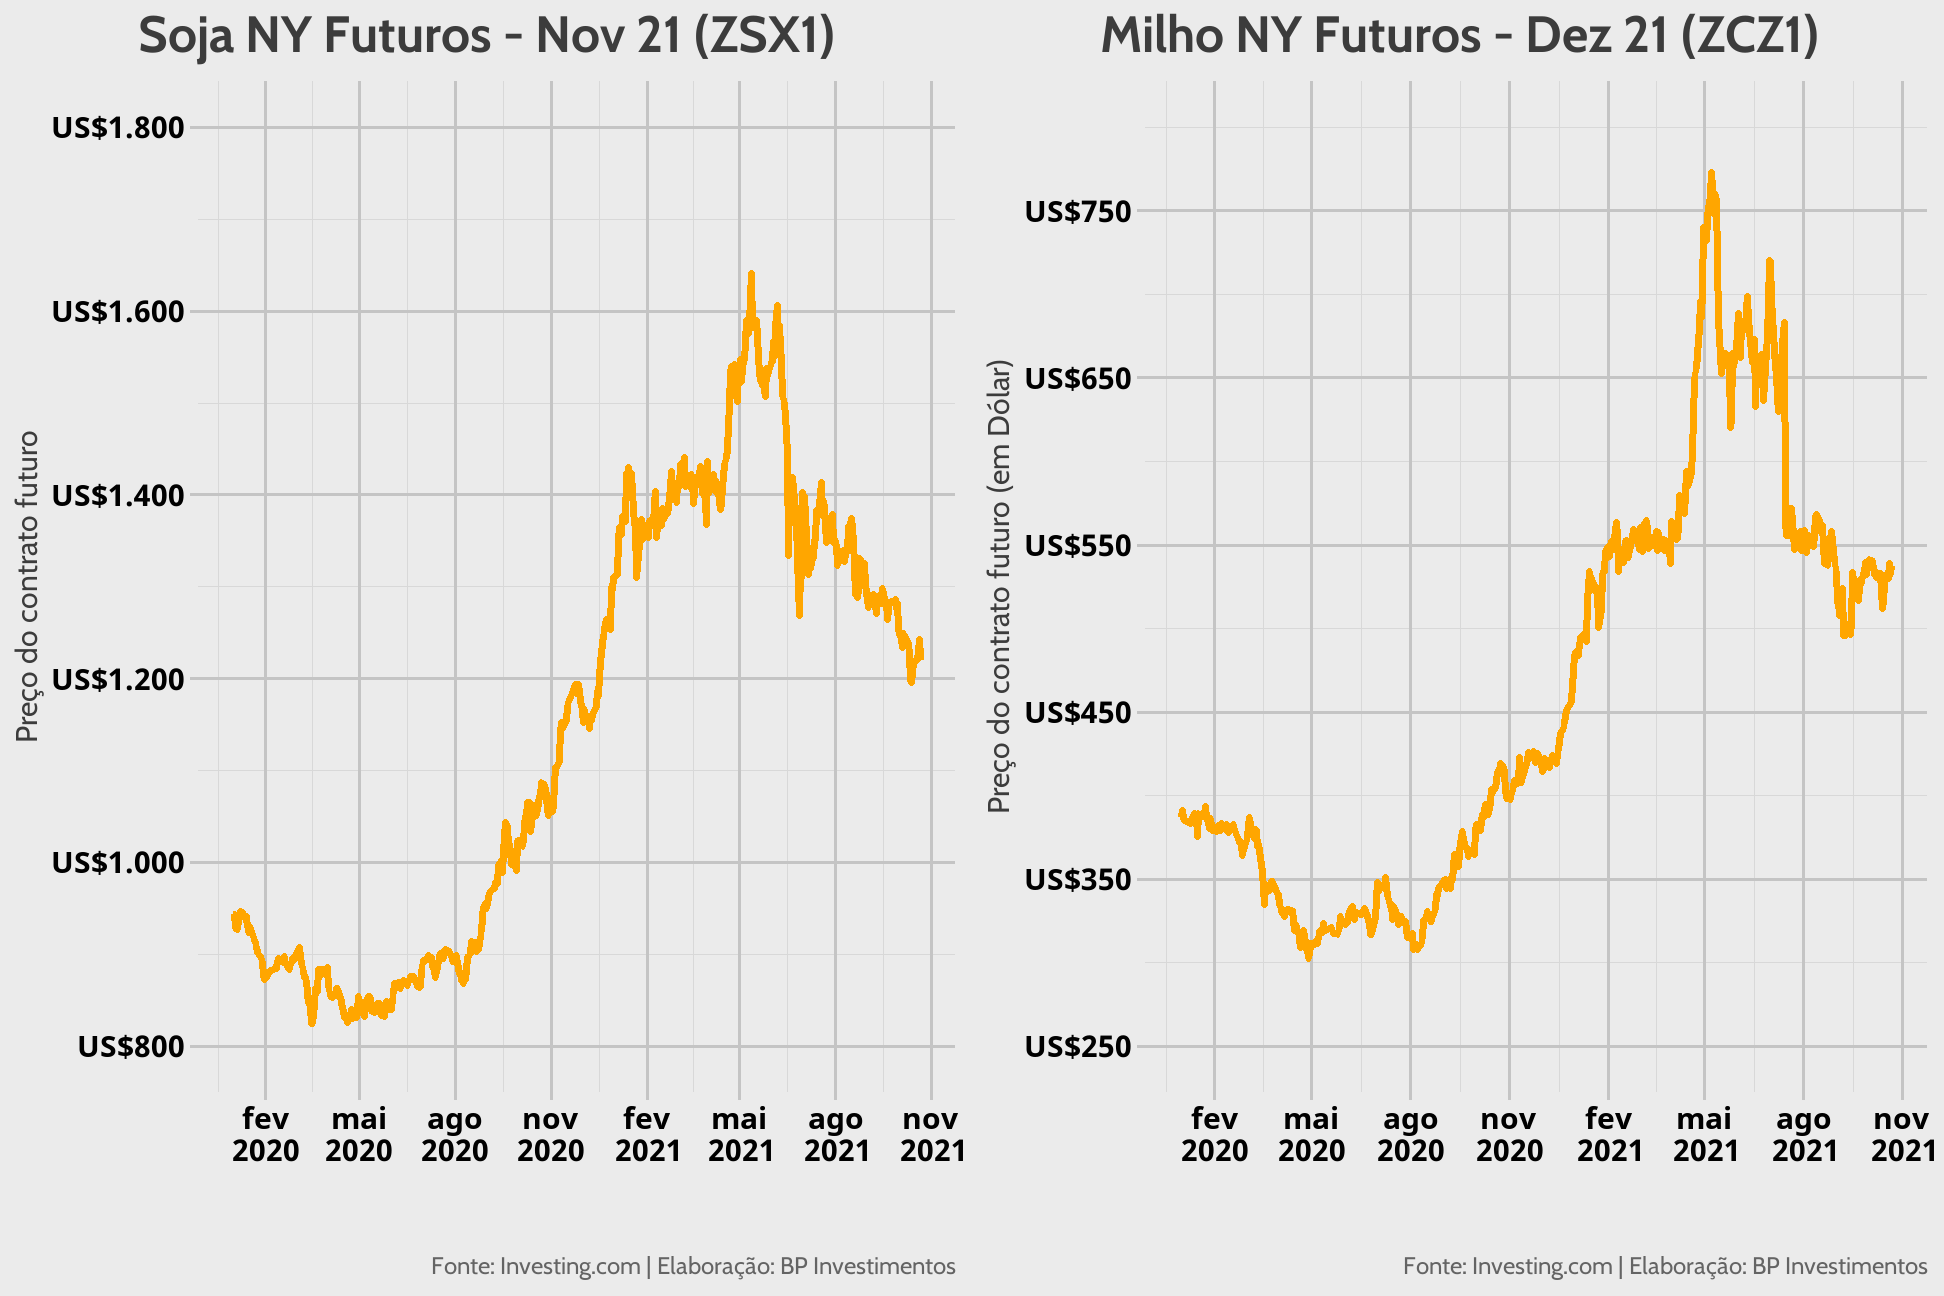 Soja NY Futuros - Nov 21 (ZSX1)
Preço do contrato futuro
US$1.800
US$1.600
US$1.400
US$1.200
US$1.000
US$800
fev mai ago nov fev mai ago nov
2020 2020 2020 2020 2021 2021 2021 2021
Fonte: Investing.com | Elaboração: BP Investimentos
Milho NY Futuros - Dez 21 (ZCZ1)
Preço do contrato futuro (em Dólar)
US$750
US$650
US$550
US$450
US$350
US$250
fev mai ago nov fev mai ago nov
2020 2020 2020 2020 2021 2021 2021 2021
Fonte: Investing.com | Elaboração: BP Investimentos